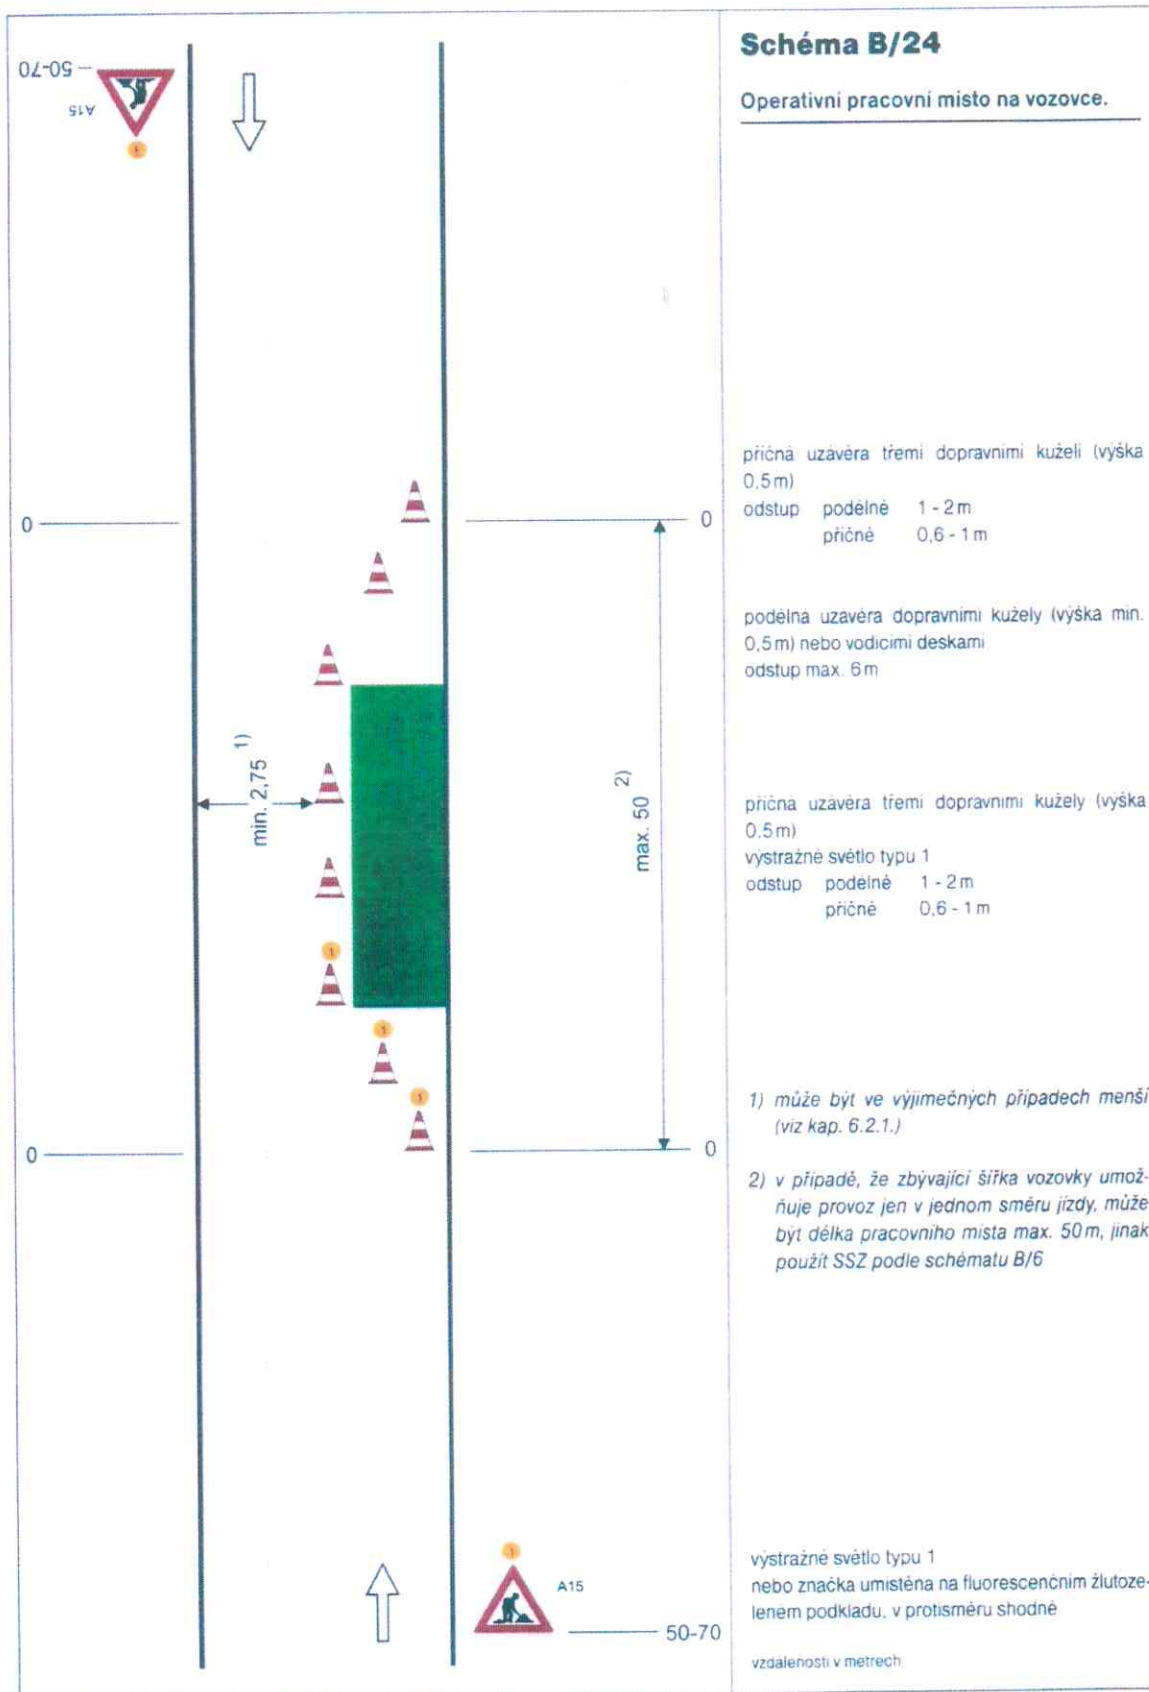 Schéma B/24
Operativní pracovní místo na vozovce.
50-70
A15
1
0
0
příčná uzávěra třemi dopravními kuželi (výška
0,5 m)
odstup podélné 1 - 2 m
příčné 0,6 - 1 m
podélná uzávěra dopravními kužely (výška min.
0,5 m) nebo vodicími deskami
odstup max. 6 m
min. 2,75 1)
max. 50 2)
příčná uzávěra třemi dopravními kužely (výška
0,5 m)
výstražné světlo typu 1
odstup podélné 1 - 2 m
příčné 0,6 - 1 m
1
1
1
0
0
1) může být ve výjimečných případech menší
(viz kap. 6.2.1.)
2) v případě, že zbývající šířka vozovky umož-
ňuje provoz jen v jednom směru jízdy, může
být délka pracovního místa max. 50 m, jinak
použít SSZ podle schématu B/6
1
A15
50-70
výstražné světlo typu 1
nebo značka umístěna na fluorescenčním žlutoze-
leném podkladu, v protisměru shodně
vzdálenosti v metrech